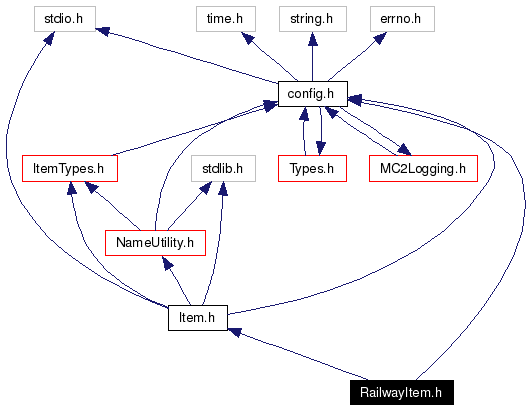 stdio.h
time.h
string.h
errno.h
config.h
ItemTypes.h
stdlib.h
Types.h
MC2Logging.h
NameUtility.h
Item.h
RailwayItem.h